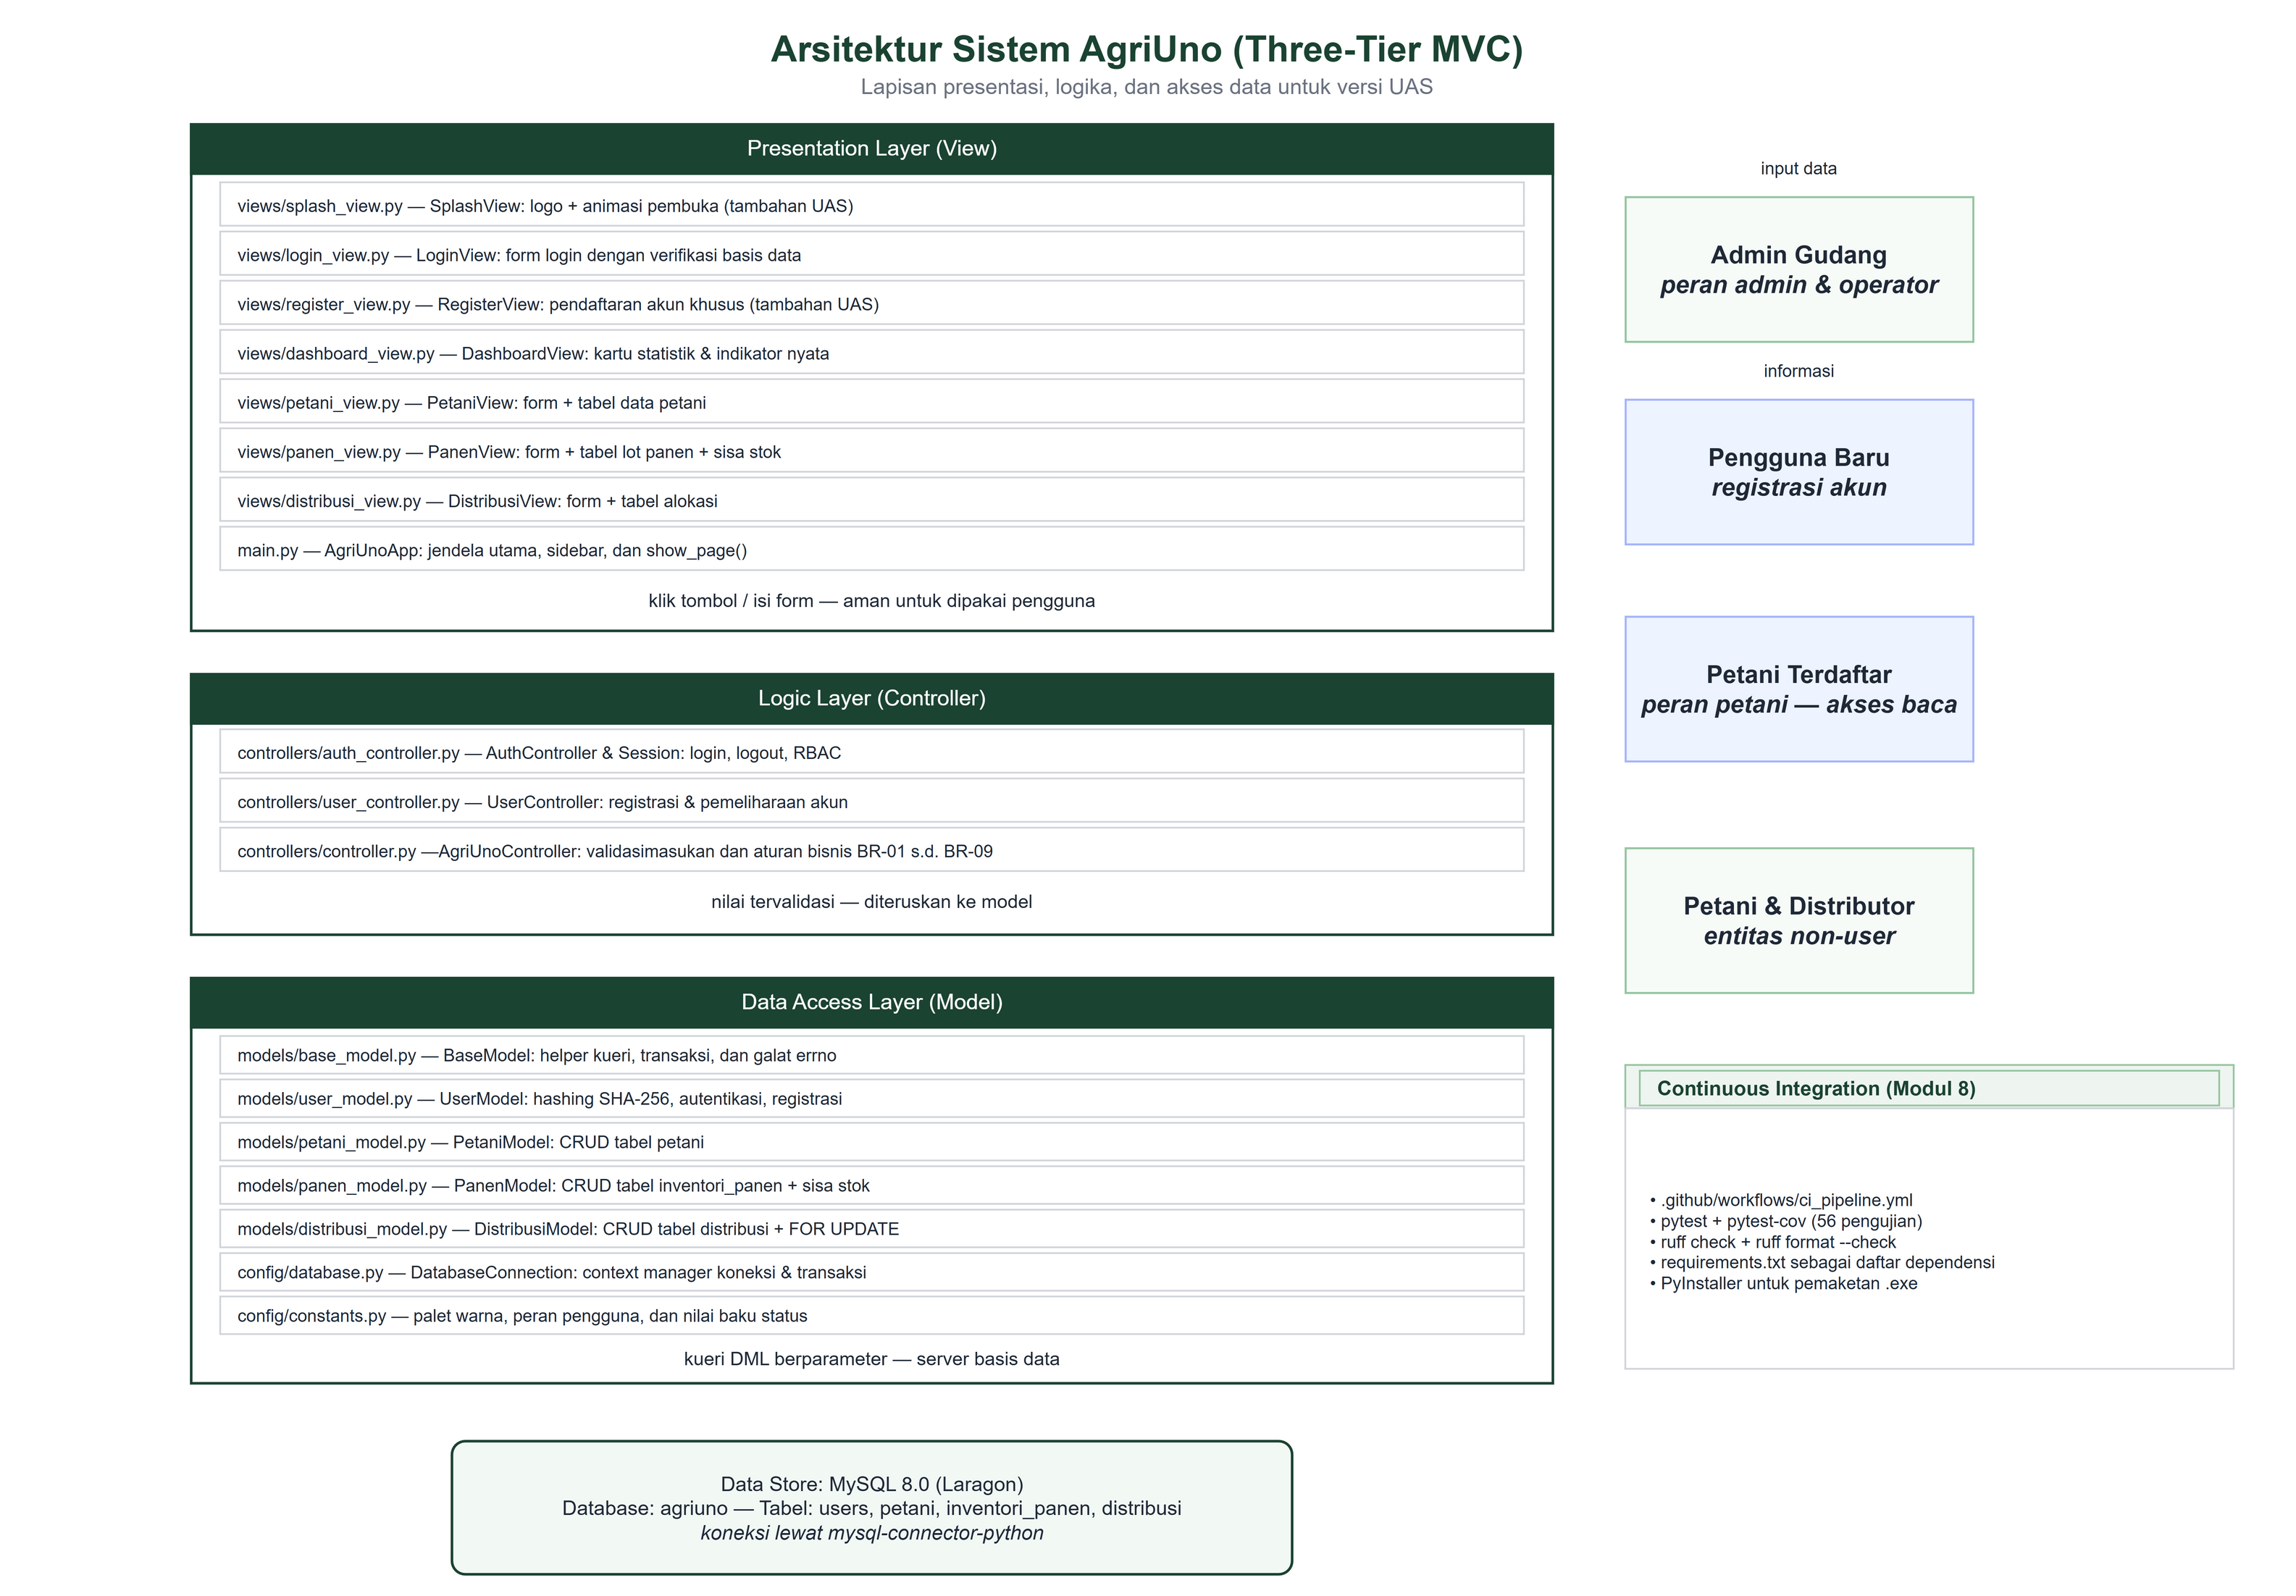 Arsitektur Sistem AgriUno (Three-Tier MVC)
Lapisan presentasi, logika, dan akses data untuk versi UAS
Presentation Layer (View)
views/splash_view.py — SplashView: logo + animasi pembuka (tambahan UAS)
views/login_view.py — LoginView: form login dengan verifikasi basis data
views/register_view.py — RegisterView: pendaftaran akun khusus (tambahan UAS)
views/dashboard_view.py — DashboardView: kartu statistik & indikator nyata
views/petani_view.py — PetaniView: form + tabel data petani
views/panen_view.py — PanenView: form + tabel lot panen + sisa stok
views/distribusi_view.py — DistribusiView: form + tabel alokasi
main.py — AgriUnoApp: jendela utama, sidebar, dan show_page()
klik tombol / isi form — aman untuk dipakai pengguna
Logic Layer (Controller)
controllers/auth_controller.py — AuthController & Session: login, logout, RBAC
controllers/user_controller.py — UserController: registrasi & pemeliharaan akun
controllers/controller.py —AgriUnoController: validasimasukan dan aturan bisnis BR-01 s.d. BR-09
nilai tervalidasi — diteruskan ke model
Data Access Layer (Model)
models/base_model.py — BaseModel: helper kueri, transaksi, dan galat errno
models/user_model.py — UserModel: hashing SHA-256, autentikasi, registrasi
models/petani_model.py — PetaniModel: CRUD tabel petani
models/panen_model.py — PanenModel: CRUD tabel inventori_panen + sisa stok
models/distribusi_model.py — DistribusiModel: CRUD tabel distribusi + FOR UPDATE
config/database.py — DatabaseConnection: context manager koneksi & transaksi
config/constants.py — palet warna, peran pengguna, dan nilai baku status
kueri DML berparameter — server basis data
Data Store: MySQL 8.0 (Laragon)
Database: agriuno — Tabel: users, petani, inventori_panen, distribusi
koneksi lewat mysql-connector-python
input data
Admin Gudang
peran admin & operator
informasi
Pengguna Baru
registrasi akun
Petani Terdaftar
peran petani — akses baca
Petani & Distributor
entitas non-user
Continuous Integration (Modul 8)
• .github/workflows/ci_pipeline.yml
• pytest + pytest-cov (56 pengujian)
• ruff check + ruff format --check
• requirements.txt sebagai daftar dependensi
• PyInstaller untuk pemaketan .exe